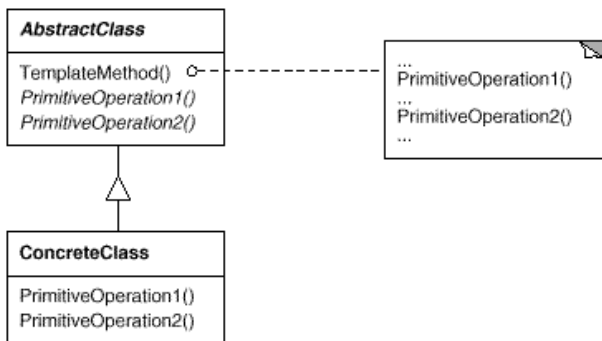 AbstractClass
TemplateMethod()
PrimitiveOperation1()
PrimitiveOperation2()
...
PrimitiveOperation1()
...
PrimitiveOperation2()
...
ConcreteClass
PrimitiveOperation1()
PrimitiveOperation2()